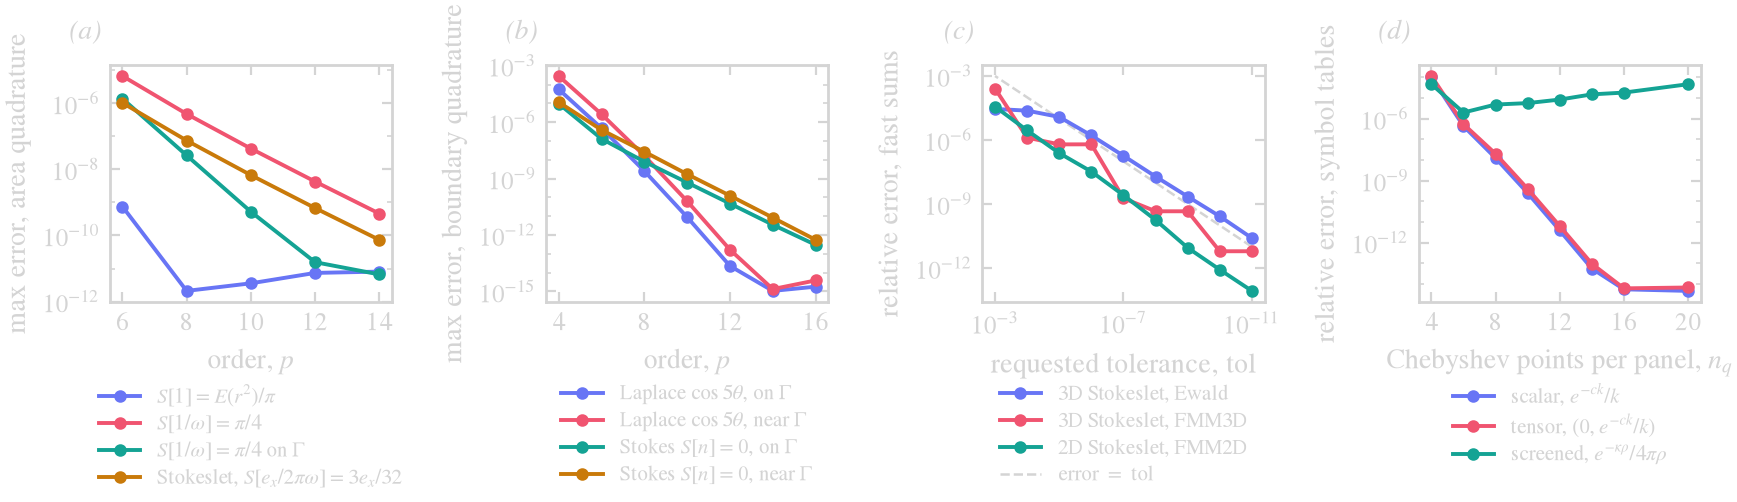 (a)
max error, area quadrature
10⁻⁶
10⁻⁸
10⁻¹⁰
10⁻¹²
6 8 10 12 14
order, p
S[1] = E(r²)/π
S[1/ω] = π/4
S[1/ω] = π/4 on Γ
Stokeslet, S[eₓ/2πω] = 3eₓ/32
(b)
max error, boundary quadrature
10⁻³
10⁻⁶
10⁻⁹
10⁻¹²
10⁻¹⁵
4 8 12 16
order, p
Laplace cos 5θ, on Γ
Laplace cos 5θ, near Γ
Stokes S[n] = 0, on Γ
Stokes S[n] = 0, near Γ
(c)
relative error, fast sums
10⁻³
10⁻⁶
10⁻⁹
10⁻¹²
10⁻³ 10⁻⁷ 10⁻¹¹
requested tolerance, tol
3D Stokeslet, Ewald
3D Stokeslet, FMM3D
2D Stokeslet, FMM2D
error = tol
(d)
relative error, symbol tables
10⁻⁶
10⁻⁹
10⁻¹²
4 8 12 16 20
Chebyshev points per panel, n_q
scalar, e^{−ck}/k
tensor, (0, e^{−ck}/k)
screened, e^{−κρ}/4πρ